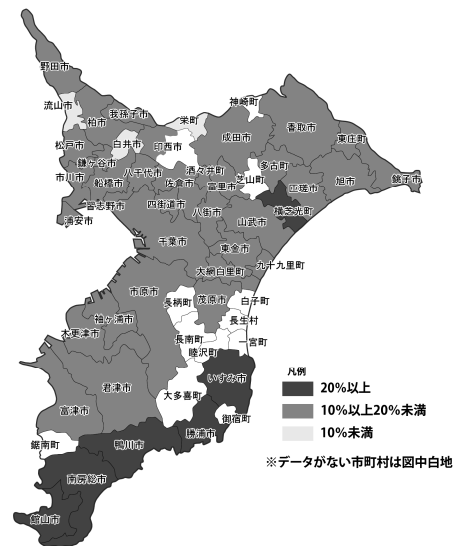 野田市
流山市
柏市
我孫子市
栄町
神崎町
香取市
東庄町
銚子市
松戸市
白井市
印西市
成田市
鎌ケ谷市
市川市
船橋市
八千代市
酒々井町
佐倉市
富里市
芝山町
多古町
匝瑳市
旭市
習志野市
浦安市
四街道市
八街市
山武市
横芝光町
千葉市
東金市
大網白里町
九十九里町
市原市
長柄町
茂原市
白子町
長生村
袖ヶ浦市
木更津市
長南町
一宮町
睦沢町
いすみ市
君津市
大多喜町
富津市
御宿町
勝浦市
鋸南町
鴨川市
南房総市
館山市
凡例
20%以上
10%以上20%未満
10%未満
※データがない市町村は図中白地